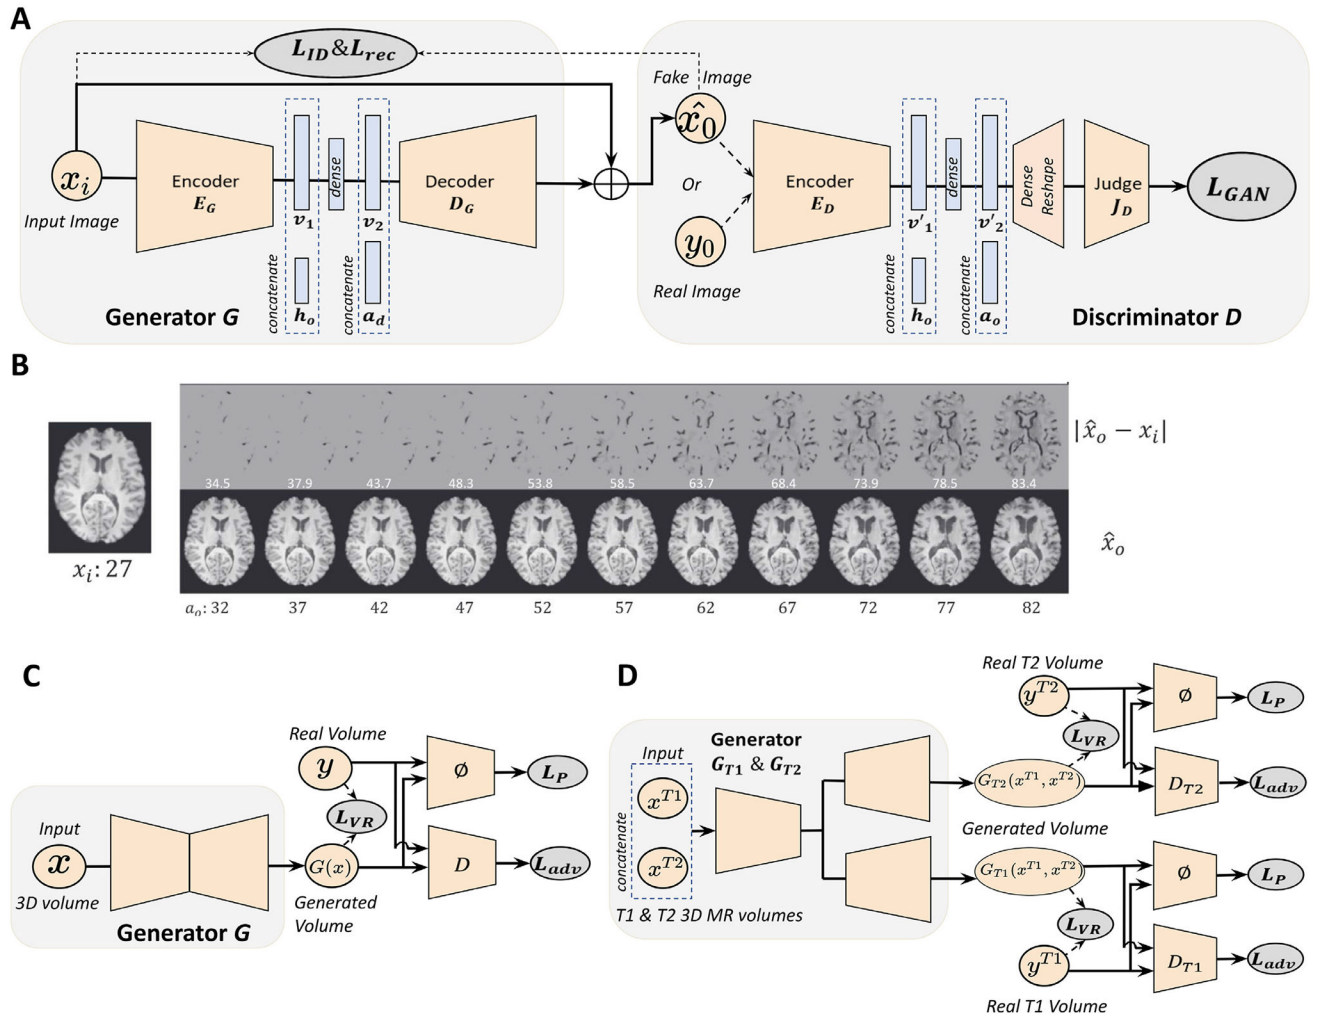 A
L_ID&L_rec
Fake Image
x̂_0
x_i
Input Image
Encoder
E_G
dense
Decoder
D_G
v_1
v_2
concatenate
h_o
concatenate
a_d
Generator G
Or
y_0
Real Image
Encoder
E_D
dense
v'_1
v'_2
concatenate
h_o
concatenate
a_o
Dense
Reshape
Judge
J_D
L_GAN
Discriminator D
B
x_i: 27
|x̂_o − x_i|
34.5 37.9 43.7 48.3 53.8 58.5 63.7 68.4 73.9 78.5 83.4
x̂_o
a_o: 32 37 42 47 52 57 62 67 72 77 82
C
Real Volume
y
Ø
L_P
L_VR
Input
x
3D volume
G(x)
Generated
Volume
D
L_adv
Generator G
D
Real T2 Volume
y^T2
Ø
L_P
L_VR
Generator
G_T1 & G_T2
Input
concatenate
x^T1
x^T2
T1 & T2 3D MR volumes
G_T2(x^T1, x^T2)
D_T2
L_adv
Generated Volume
G_T1(x^T1, x^T2)
Ø
L_P
L_VR
y^T1
D_T1
L_adv
Real T1 Volume